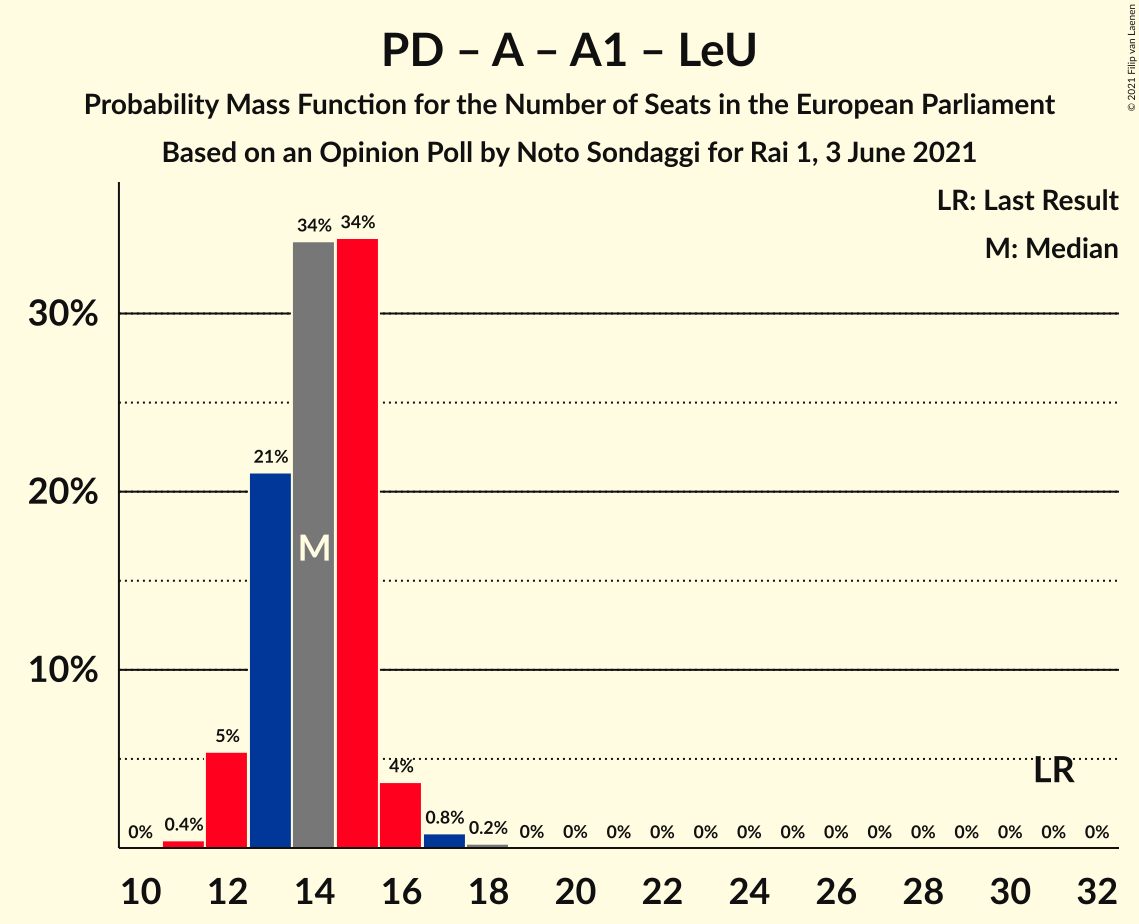 PD – A – A1 – LeU
Probability Mass Function for the Number of Seats in the European Parliament
Based on an Opinion Poll by Noto Sondaggi for Rai 1, 3 June 2021
© 2021 Filip van Laenen
LR: Last Result
M: Median
34% 34%
30%
21%
20%
M
10%
5%
4%
LR
0% 0.4% 0.8% 0.2% 0% 0% 0% 0% 0% 0% 0% 0% 0% 0% 0% 0% 0% 0%
10 12 14 16 18 20 22 24 26 28 30 32